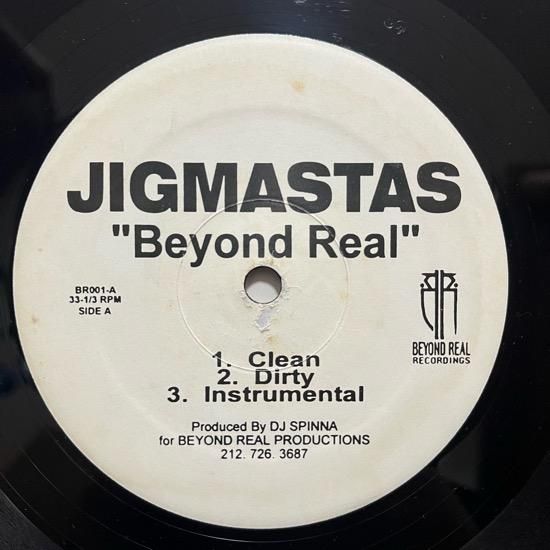 JIGMASTAS
"Beyond Real"
BR001-A
33-1/3 RPM
SIDE A
BEYOND REAL
RECORDINGS
1. Clean
2. Dirty
3. Instrumental
Produced By DJ SPINNA
for BEYOND REAL PRODUCTIONS
212. 726. 3687